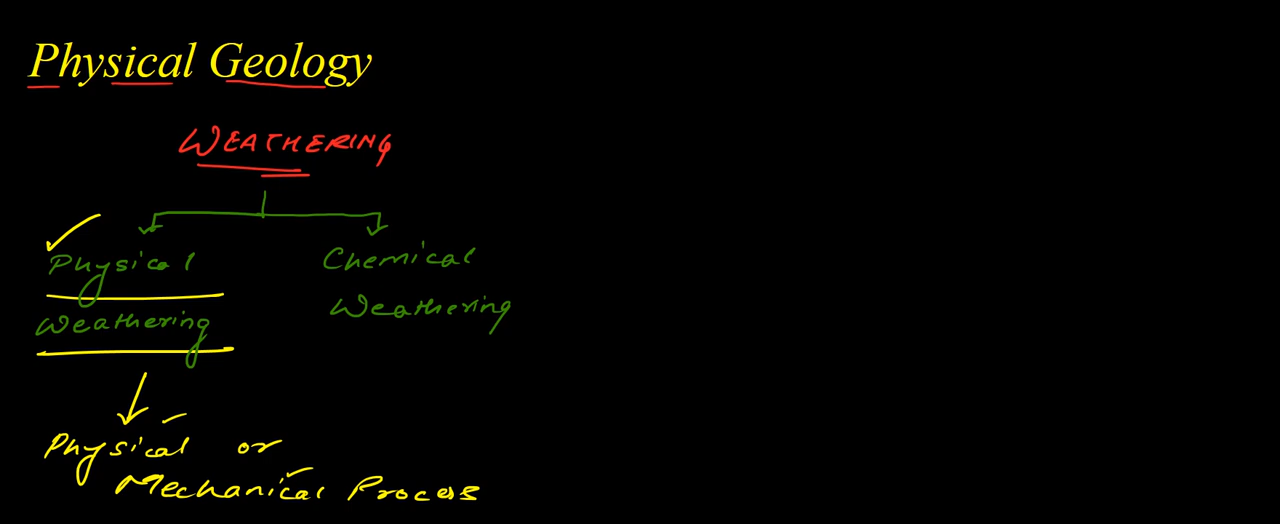 Physical Geology
WEATHERING
Physical
Weathering
Chemical
Weathering
Physical or
Mechanical Process